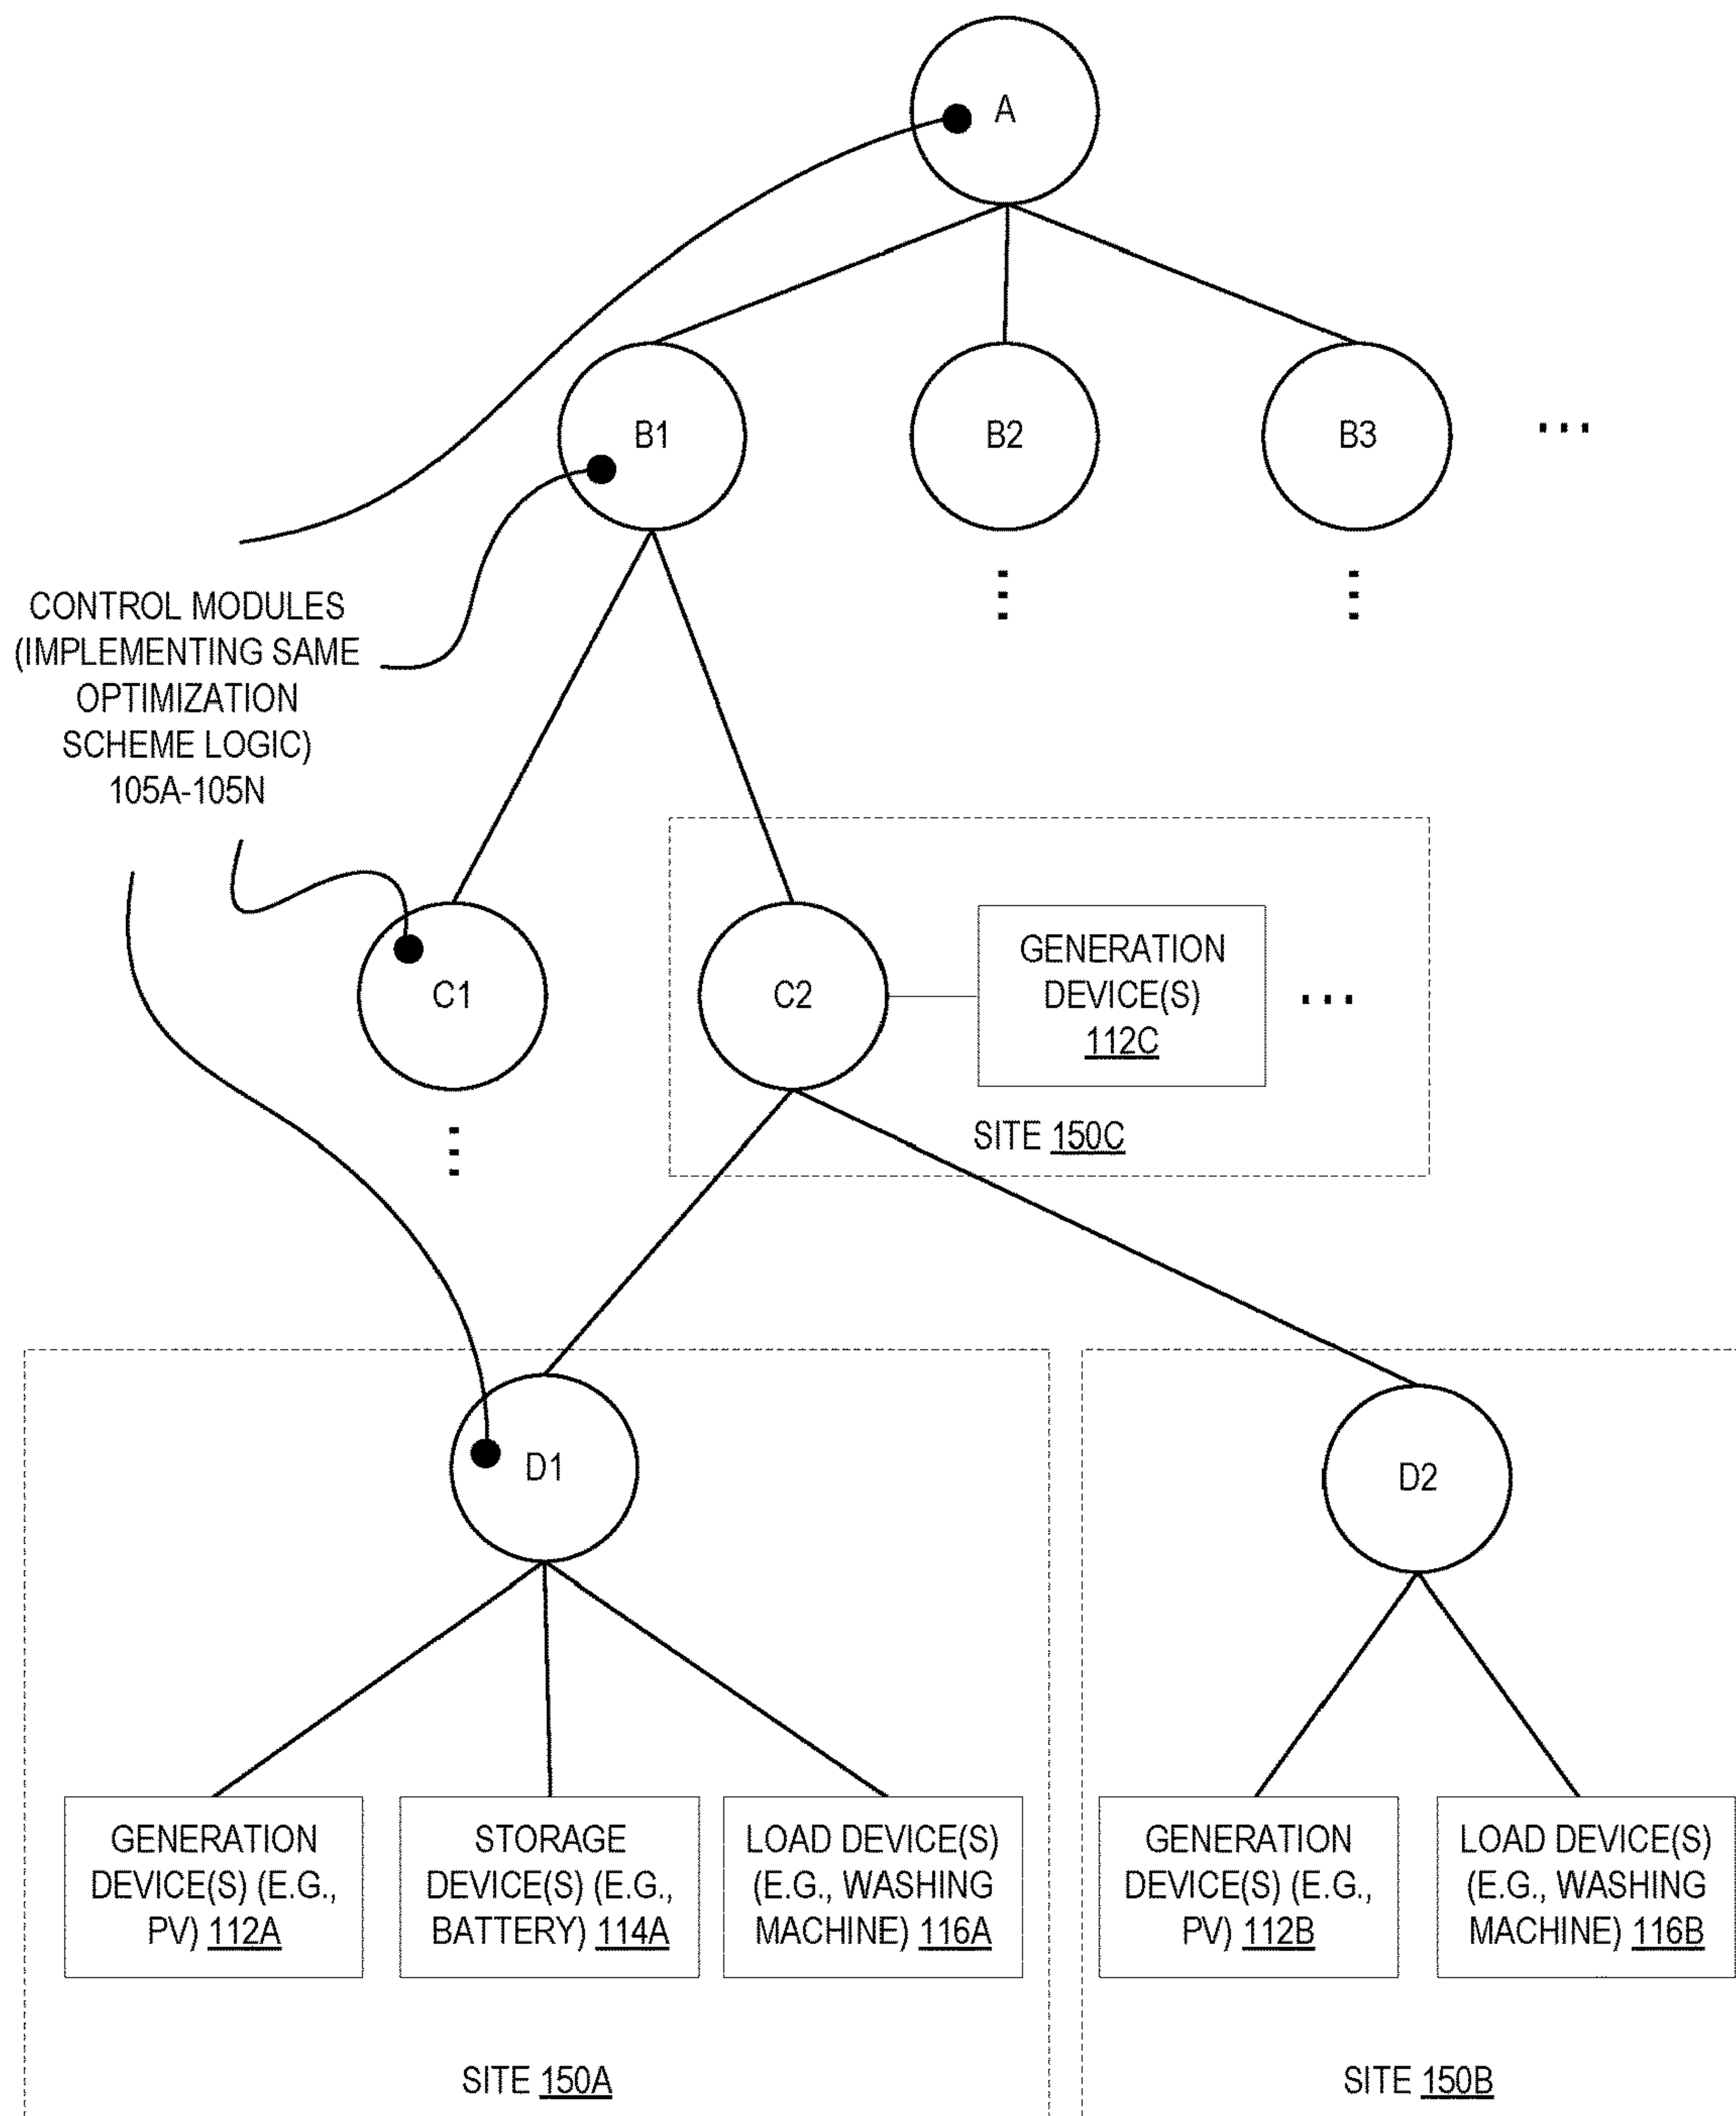 A
B1
B2
B3
...
CONTROL MODULES
(IMPLEMENTING SAME
OPTIMIZATION
SCHEME LOGIC)
105A-105N
C1
C2
GENERATION
DEVICE(S)
112C
...
SITE 150C
D1
D2
GENERATION
DEVICE(S) (E.G.,
PV) 112A
STORAGE
DEVICE(S) (E.G.,
BATTERY) 114A
LOAD DEVICE(S)
(E.G., WASHING
MACHINE) 116A
GENERATION
DEVICE(S) (E.G.,
PV) 112B
LOAD DEVICE(S)
(E.G., WASHING
MACHINE) 116B
SITE 150A
SITE 150B